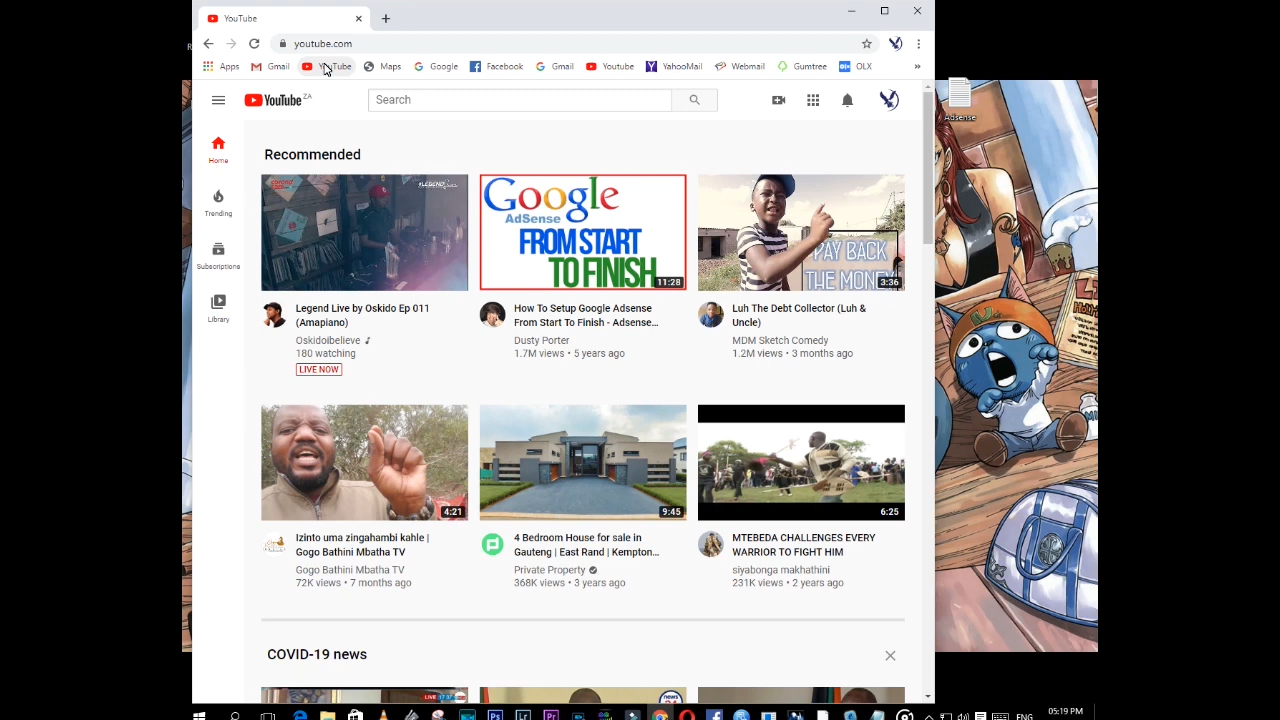 YouTube
youtube.com
Apps Gmail YouTube Maps Google Facebook Gmail Youtube YahooMail Webmail Gumtree OLX »
YouTube ZA
Search
Adsense
Home
Trending
Subscriptions
Library
Recommended
Google
AdSense
FROM START
TO FINISH
11:28
PAY BACK
THE MONEY
3:36
Legend Live by Oskido Ep 011
(Amapiano)
Oskidoibelieve
180 watching
LIVE NOW
How To Setup Google Adsense
From Start To Finish - Adsense...
Dusty Porter
1.7M views • 5 years ago
Luh The Debt Collector (Luh &
Uncle)
MDM Sketch Comedy
1.2M views • 3 months ago
4:21
9:45
6:25
Izinto uma zingahambi kahle |
Gogo Bathini Mbatha TV
Gogo Bathini Mbatha TV
72K views • 7 months ago
4 Bedroom House for sale in
Gauteng | East Rand | Kempton...
Private Property
368K views • 3 years ago
MTEBEDA CHALLENGES EVERY
WARRIOR TO FIGHT HIM
siyabonga makhathini
231K views • 2 years ago
COVID-19 news
LIVE
news
ENG
05:19 PM